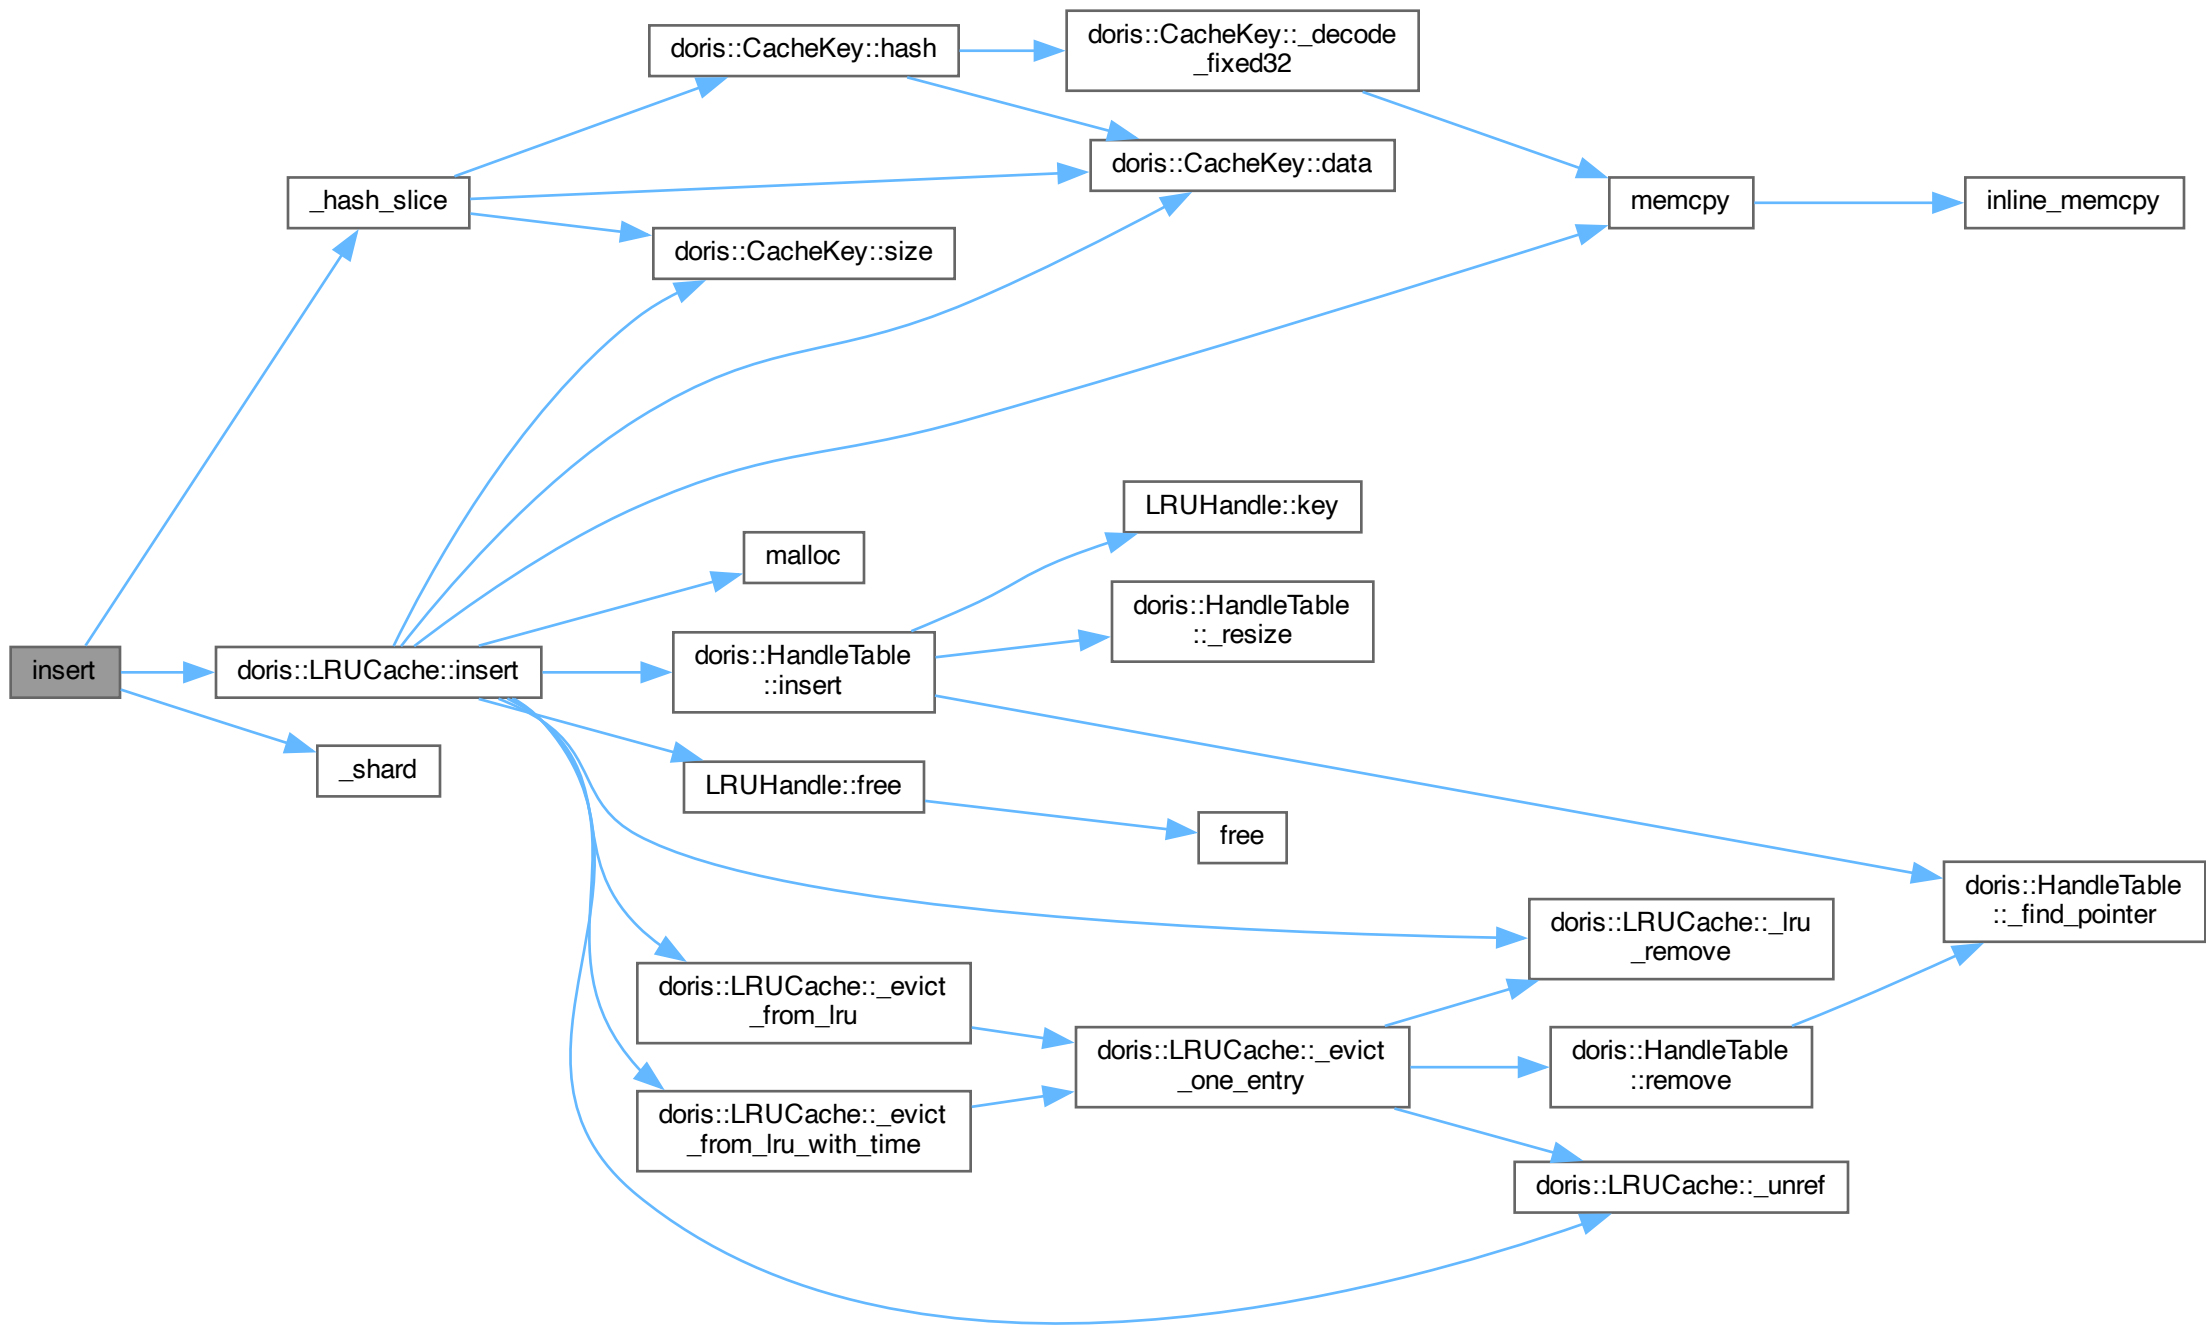 insert
_hash_slice
doris::LRUCache::insert
_shard
doris::CacheKey::hash
doris::CacheKey::size
malloc
doris::HandleTable
::insert
LRUHandle::free
doris::LRUCache::_evict
_from_lru
doris::LRUCache::_evict
_from_lru_with_time
doris::CacheKey::_decode
_fixed32
doris::CacheKey::data
LRUHandle::key
doris::HandleTable
::_resize
free
doris::LRUCache::_evict
_one_entry
memcpy
doris::LRUCache::_lru
_remove
doris::HandleTable
::remove
doris::LRUCache::_unref
inline_memcpy
doris::HandleTable
::_find_pointer